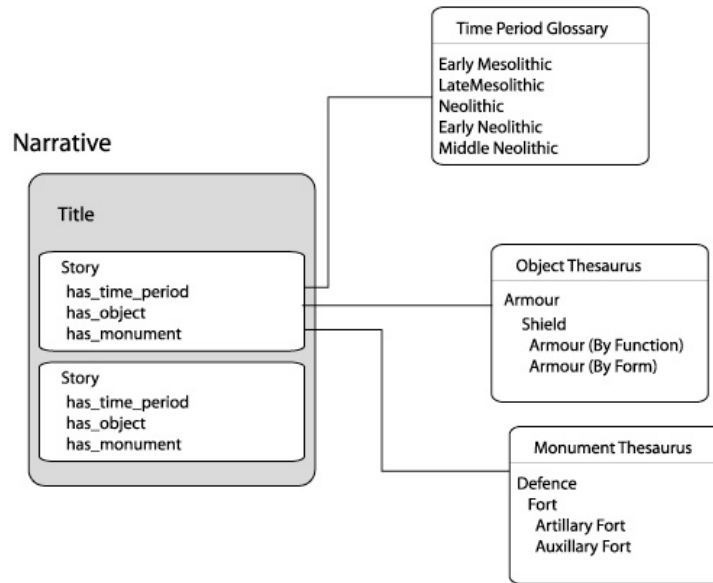 Time Period Glossary
Early Mesolithic
LateMesolithic
Neolithic
Early Neolithic
Middle Neolithic
Narrative
Title
Story
has_time_period
has_object
has_monument
Story
has_time_period
has_object
has_monument
Object Thesaurus
Armour
Shield
Armour (By Function)
Armour (By Form)
Monument Thesaurus
Defence
Fort
Artillary Fort
Auxillary Fort